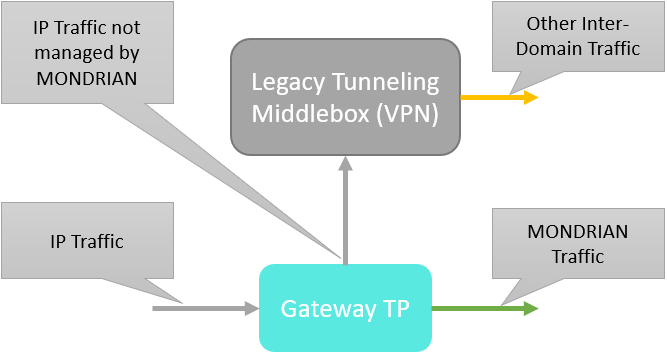 IP Traffic not
managed by
MONDRIAN
Legacy Tunneling
Middlebox (VPN)
Other Inter-
Domain Traffic
IP Traffic
Gateway TP
MONDRIAN
Traffic